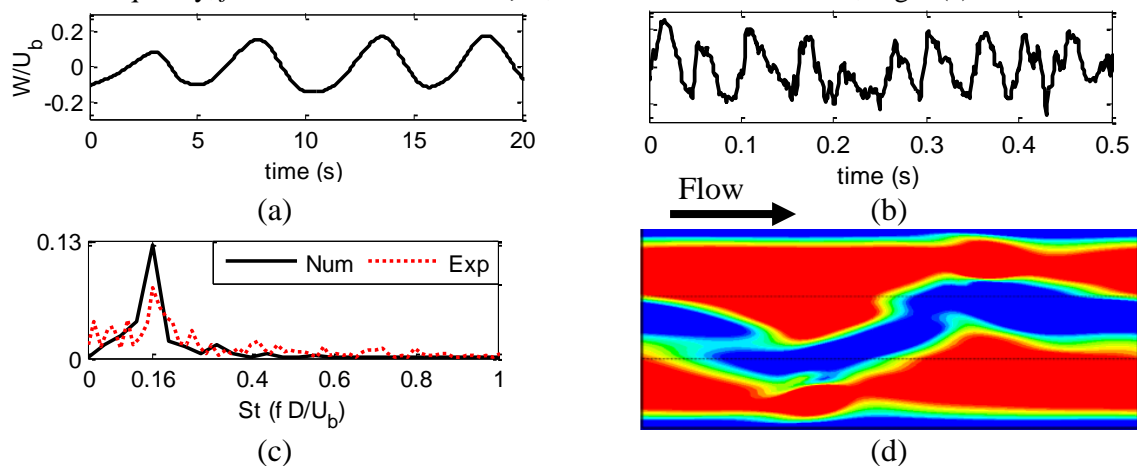 0.2
0
-0.2
W/U_b
0 5 10 15 20
time (s)
(a)
0 0.1 0.2 0.3 0.4 0.5
time (s)
(b)
Flow
0.13
0
Num Exp
0 0.16 0.4 0.6 0.8 1
St (f D/U_b)
(c)
(d)